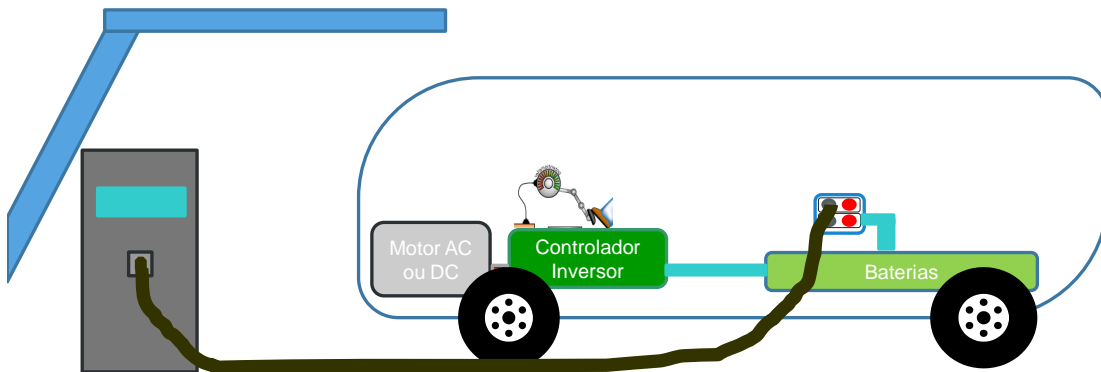 Motor AC
ou DC
Controlador
Inversor
Baterias